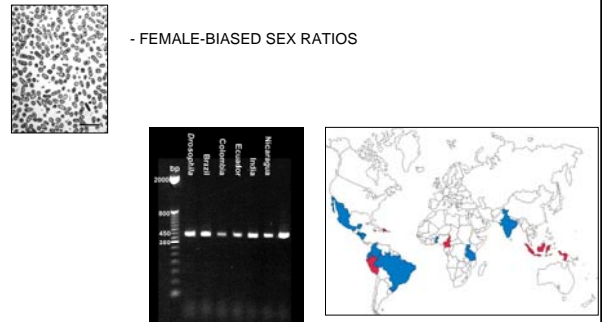 - FEMALE-BIASED SEX RATIOS
Drosophila
Brazil
Colombia
Ecuador
India
Nicaragua
bp
2000
800
450
350